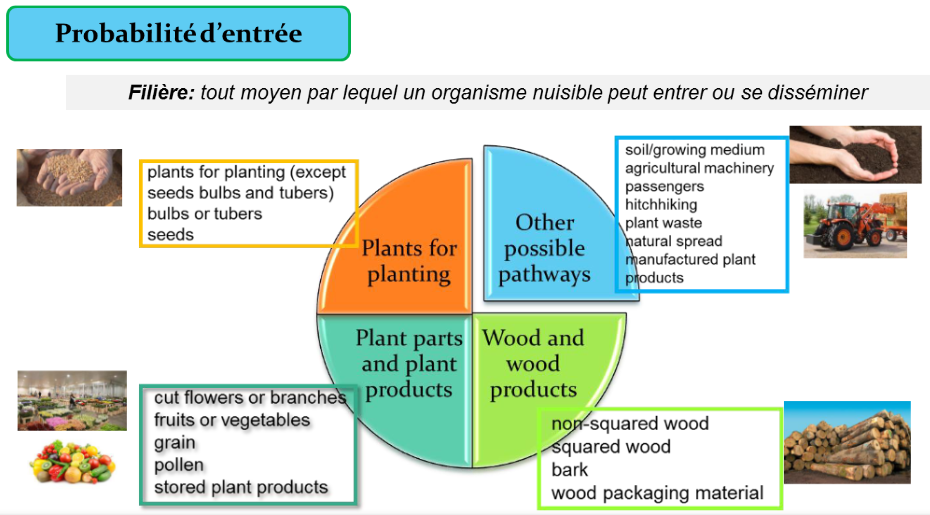 Probabilité d'entrée
Filière: tout moyen par lequel un organisme nuisible peut entrer ou se disséminer
plants for planting (except
seeds bulbs and tubers)
bulbs or tubers
seeds
Plants for
planting
Other
possible
pathways
soil/growing medium
agricultural machinery
passengers
hitchhiking
plant waste
natural spread
manufactured plant
products
Plant parts
and plant
products
Wood and
wood
products
cut flowers or branches
fruits or vegetables
grain
pollen
stored plant products
non-squared wood
squared wood
bark
wood packaging material